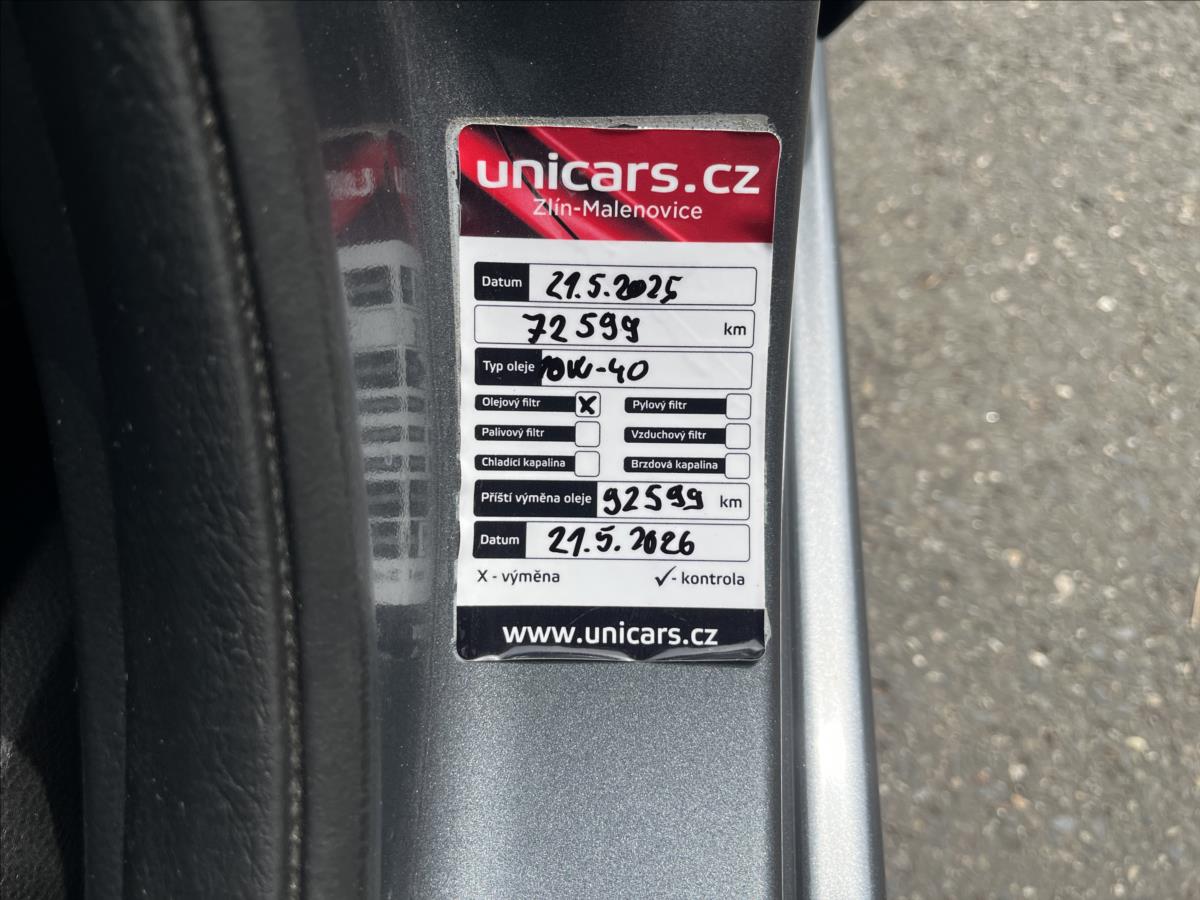 unicars.cz
Zlín-Malenovice
Datum 21.5.2025
72599 km
Typ oleje 10W-40
Olejový filtr X Pylový filtr
Palivový filtr Vzduchový filtr
Chladící kapalina Brzdová kapalina
Příští výměna oleje 92599 km
Datum 21.5.2026
X - výměna ✓- kontrola
www.unicars.cz